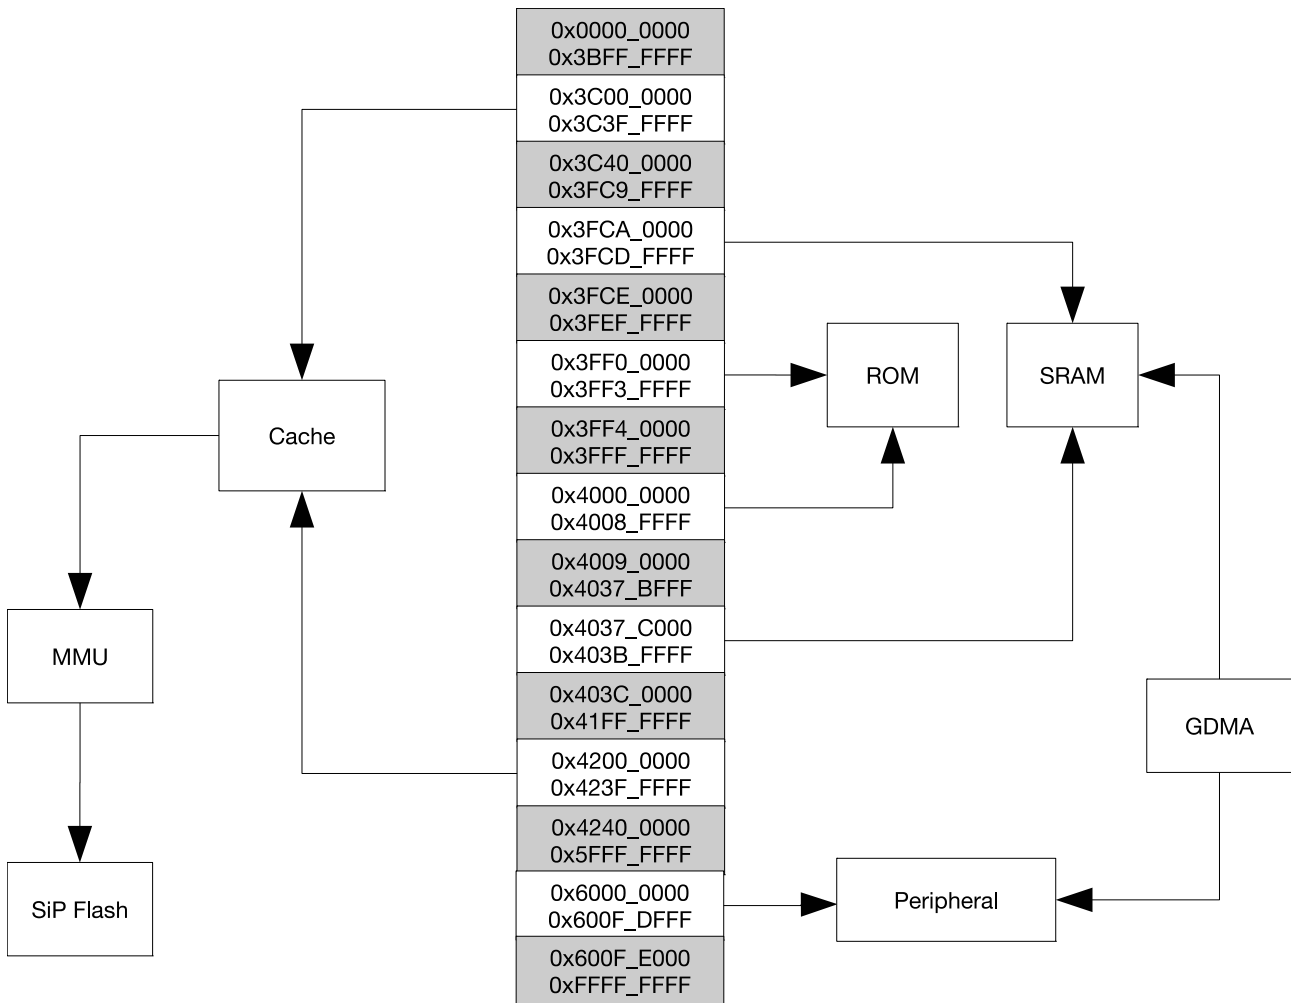 0x0000_0000
0x3BFF_FFFF
0x3C00_0000
0x3C3F_FFFF
0x3C40_0000
0x3FC9_FFFF
0x3FCA_0000
0x3FCD_FFFF
0x3FCE_0000
0x3FEF_FFFF
0x3FF0_0000
0x3FF3_FFFF
0x3FF4_0000
0x3FFF_FFFF
0x4000_0000
0x4008_FFFF
0x4009_0000
0x4037_BFFF
0x4037_C000
0x403B_FFFF
0x403C_0000
0x41FF_FFFF
0x4200_0000
0x423F_FFFF
0x4240_0000
0x5FFF_FFFF
0x6000_0000
0x600F_DFFF
0x600F_E000
0xFFFF_FFFF
Cache
MMU
SiP Flash
ROM
SRAM
GDMA
Peripheral